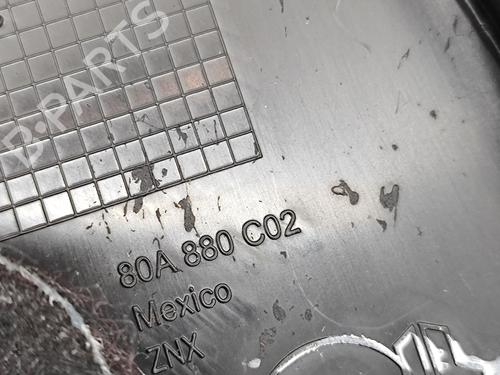 B-PARTS
80A 880 C02
Mexico
ZNX